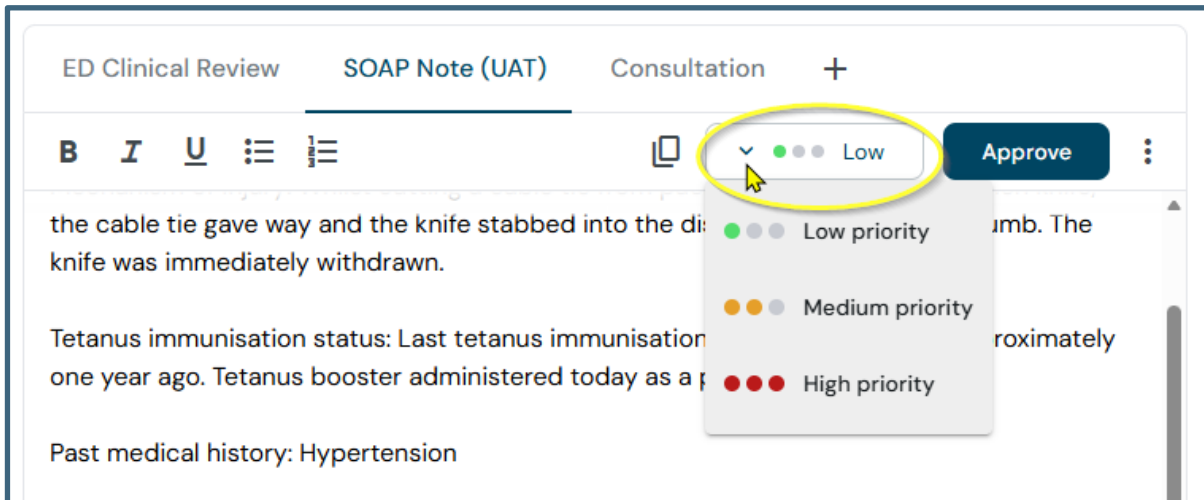 ED Clinical Review SOAP Note (UAT) Consultation +
B I U Low Approve
the cable tie gave way and the knife stabbed into the umb. The
knife was immediately withdrawn.
Low priority
Medium priority
High priority
Tetanus immunisation status: Last tetanus immunisation roximately
one year ago. Tetanus booster administered today as a
Past medical history: Hypertension